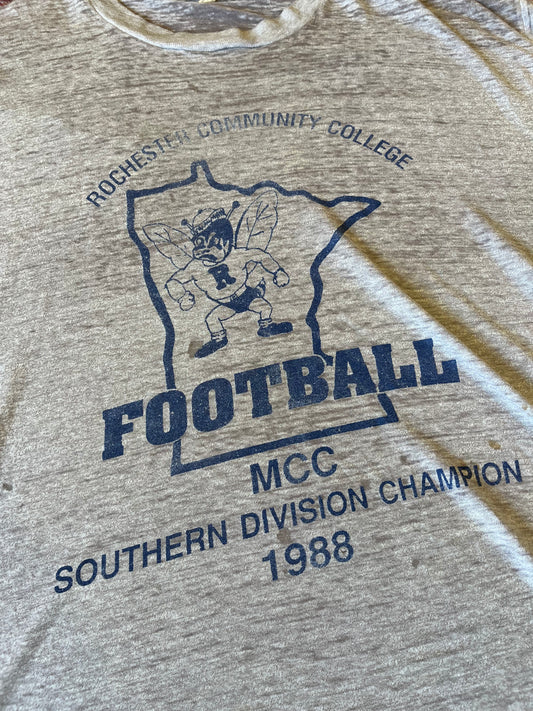 ROCHESTER COMMUNITY COLLEGE
R
FOOTBALL
MCC
SOUTHERN DIVISION CHAMPION
1988